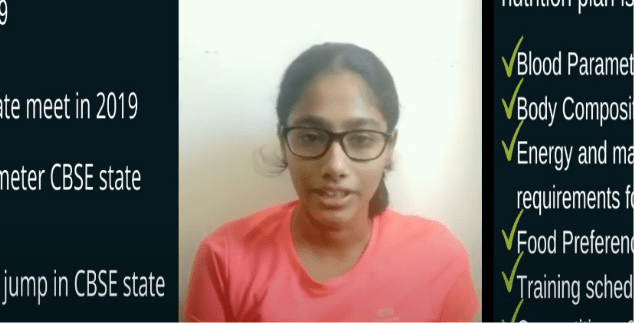 9
ate meet in 2019
meter CBSE state
jump in CBSE state
nutrition plan is
Blood Paramet
Body Composi
Energy and ma
requirements fo
Food Preferenc
Training sched